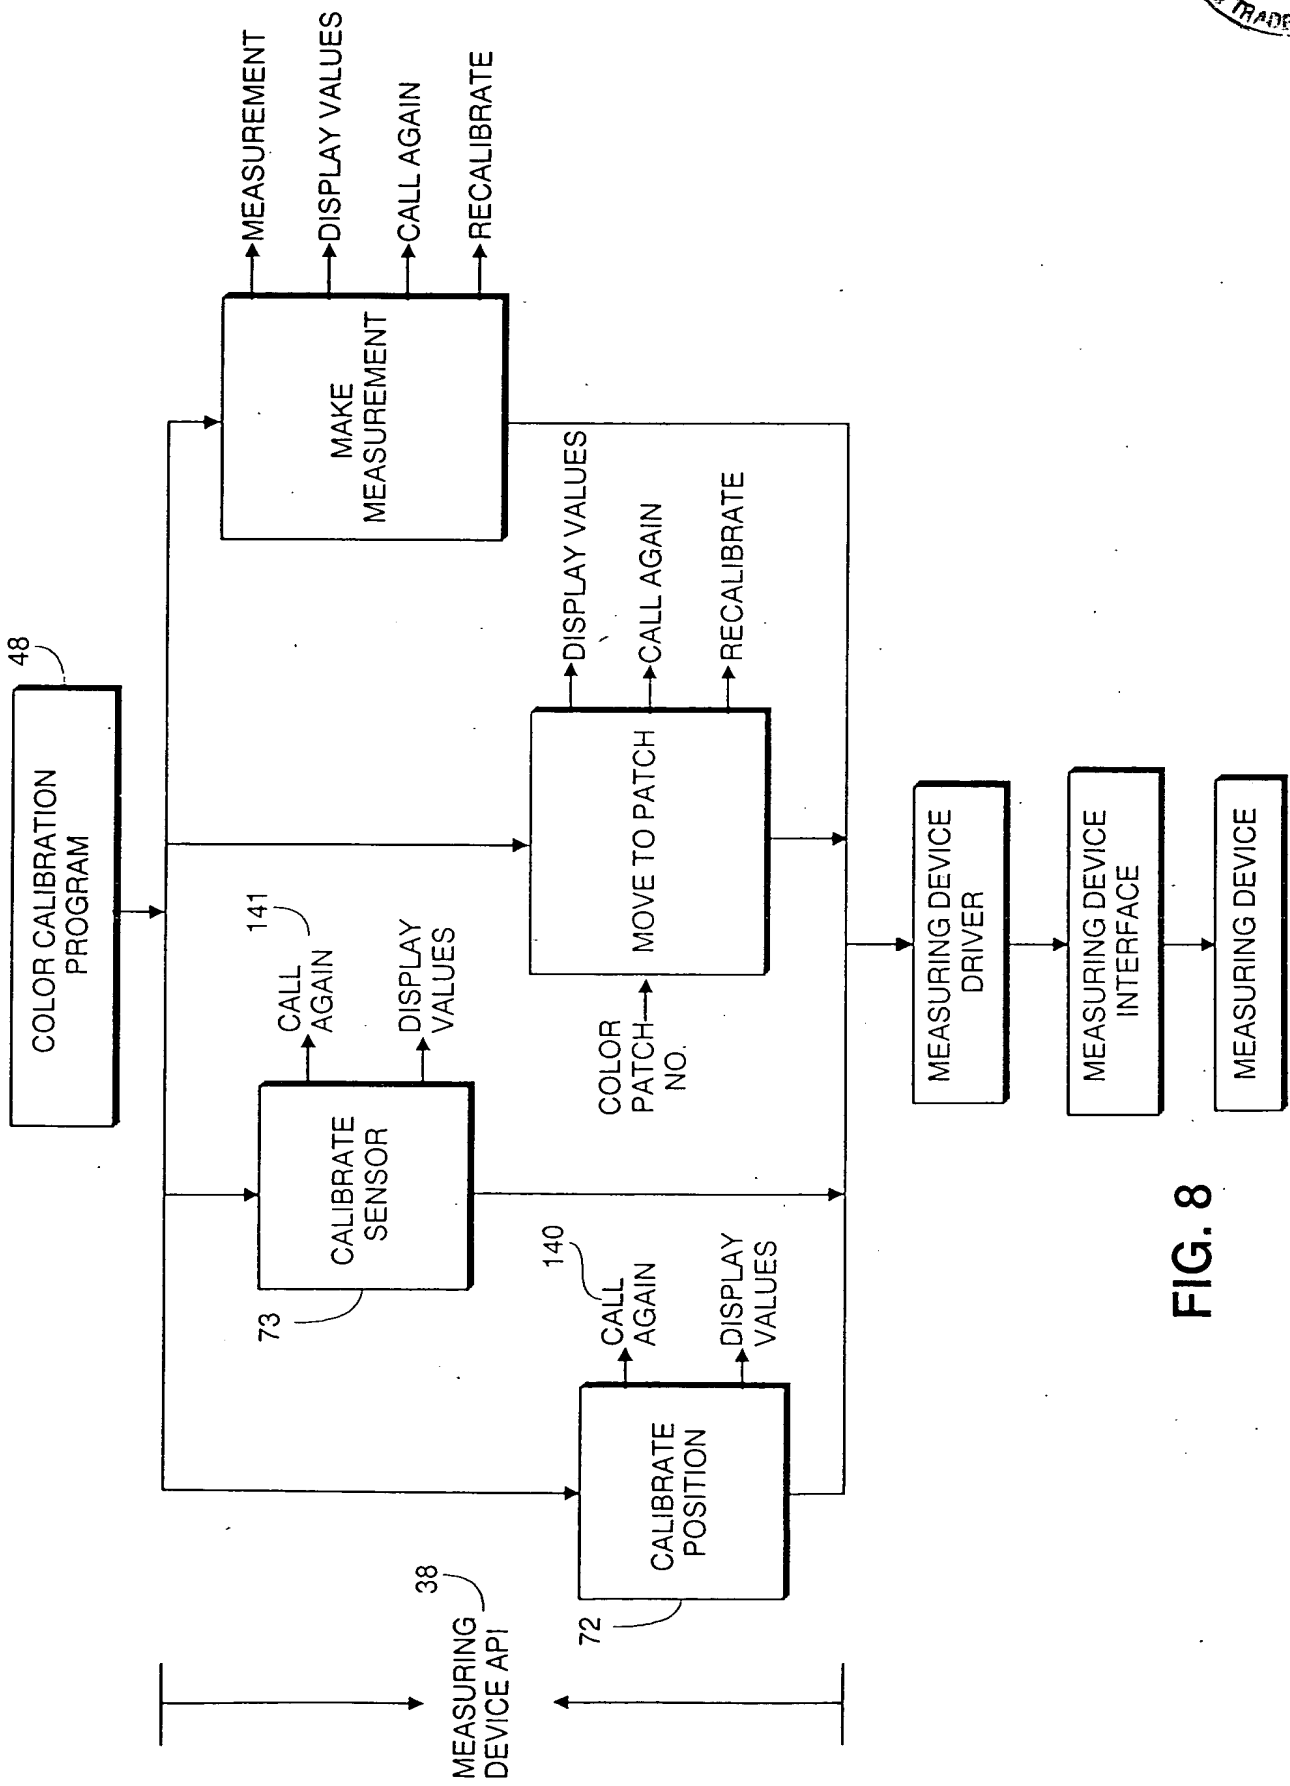 TRADE
48
COLOR CALIBRATION
PROGRAM
141
CALL
AGAIN
DISPLAY
VALUES
CALIBRATE
SENSOR
73
140
CALL
AGAIN
DISPLAY
VALUES
CALIBRATE
POSITION
72
COLOR
PATCH
NO.
MOVE TO PATCH
DISPLAY VALUES
CALL AGAIN
RECALIBRATE
MAKE
MEASUREMENT
MEASUREMENT
DISPLAY VALUES
CALL AGAIN
RECALIBRATE
MEASURING
DEVICE API
38
MEASURING DEVICE
DRIVER
MEASURING DEVICE
INTERFACE
MEASURING DEVICE
FIG. 8